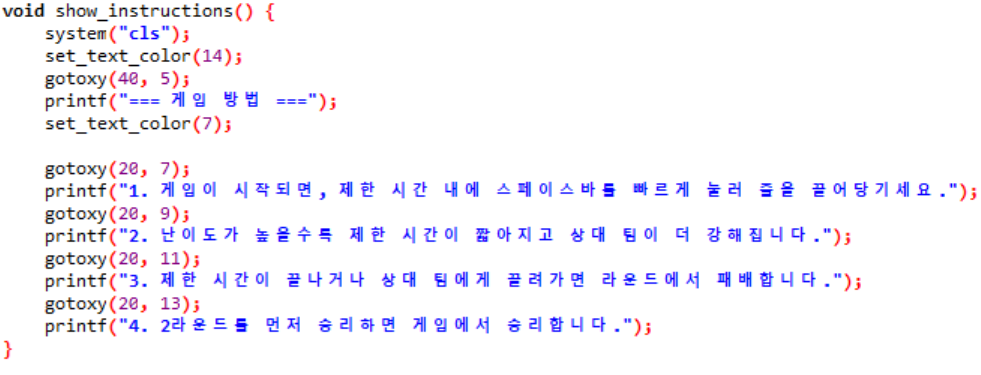 void show_instructions() {
    system("cls");
    set_text_color(14);
    gotoxy(40, 5);
    printf("=== 게임 방법 ===");
    set_text_color(7);

    gotoxy(20, 7);
    printf("1. 게임이 시작되면, 제한 시간 내에 스페이스바를 빠르게 눌러 줄을 끌어당기세요.");
    gotoxy(20, 9);
    printf("2. 난이도가 높을수록 제한 시간이 짧아지고 상대 팀이 더 강해집니다.");
    gotoxy(20, 11);
    printf("3. 제한 시간이 끝나거나 상대 팀에게 끌려가면 라운드에서 패배합니다.");
    gotoxy(20, 13);
    printf("4. 2라운드를 먼저 승리하면 게임에서 승리합니다.");
}